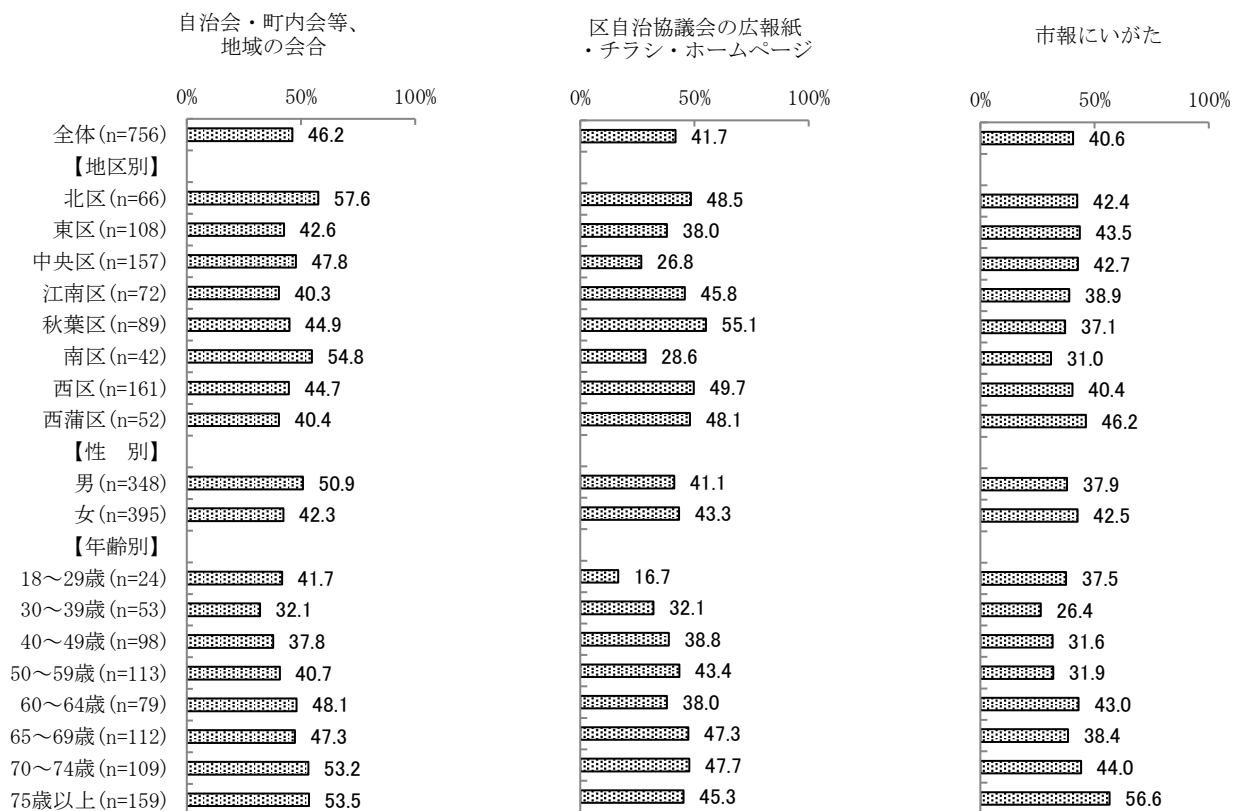 自治会・町内会等、
地域の会合
区自治協議会の広報紙
・チラシ・ホームページ
市報にいがた
0% 50% 100% 0% 50% 100% 0% 50% 100%
全体(n=756) 46.2 41.7 40.6
【地区別】
北区(n=66) 57.6 48.5 42.4
東区(n=108) 42.6 38.0 43.5
中央区(n=157) 47.8 26.8 42.7
江南区(n=72) 40.3 45.8 38.9
秋葉区(n=89) 44.9 55.1 37.1
南区(n=42) 54.8 28.6 31.0
西区(n=161) 44.7 49.7 40.4
西蒲区(n=52) 40.4 48.1 46.2
【性　別】
男(n=348) 50.9 41.1 37.9
女(n=395) 42.3 43.3 42.5
【年齢別】
18～29歳(n=24) 41.7 16.7 37.5
30～39歳(n=53) 32.1 32.1 26.4
40～49歳(n=98) 37.8 38.8 31.6
50～59歳(n=113) 40.7 43.4 31.9
60～64歳(n=79) 48.1 38.0 43.0
65～69歳(n=112) 47.3 47.3 38.4
70～74歳(n=109) 53.2 47.7 44.0
75歳以上(n=159) 53.5 45.3 56.6